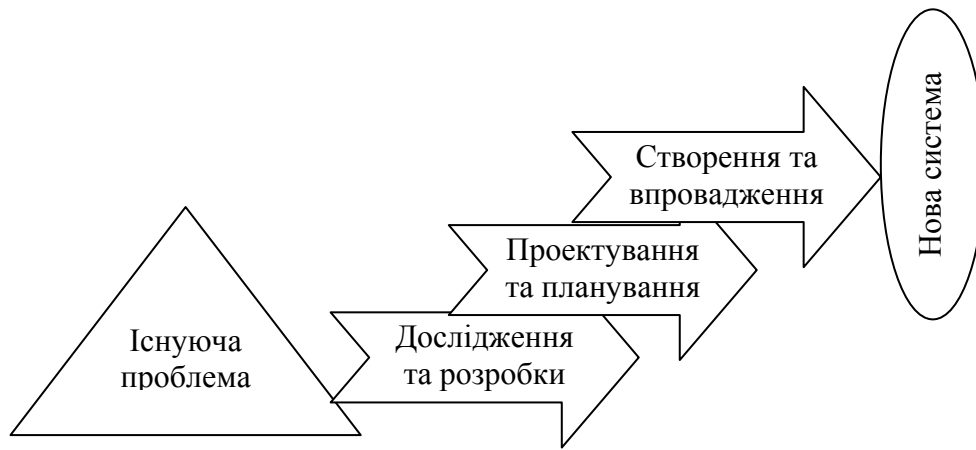 Існуюча
проблема
Дослідження
та розробки
Проектування
та планування
Створення та
впровадження
Нова система